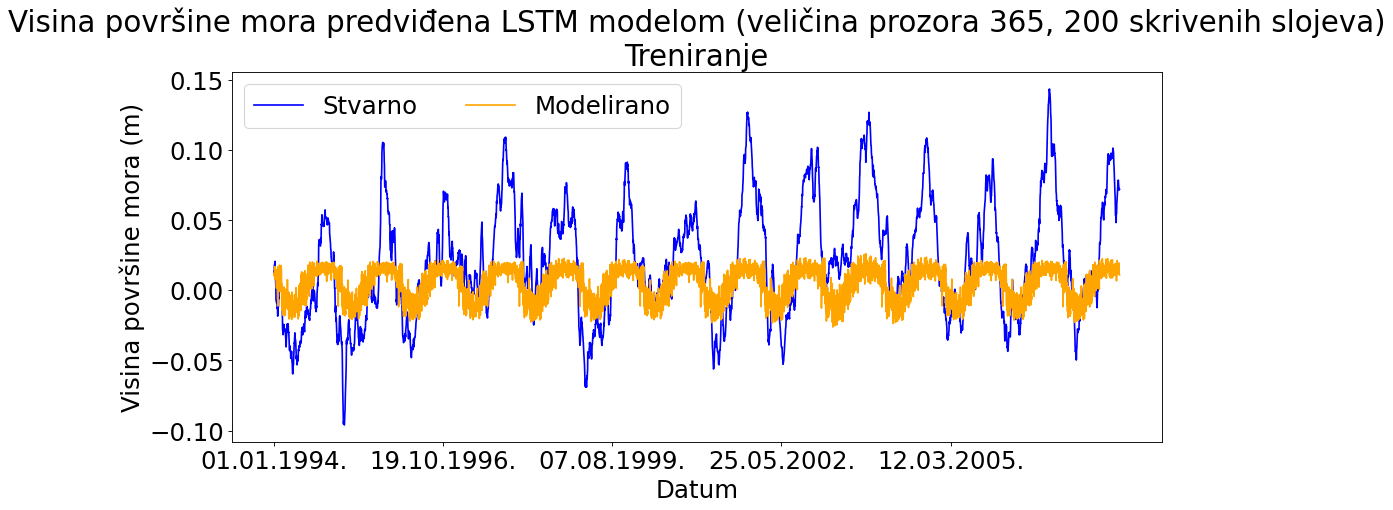 Visina površine mora predviđena LSTM modelom (veličina prozora 365, 200 skrivenih slojeva)
Treniranje
Stvarno
Modelirano
Visina površine mora (m)
0.15
0.10
0.05
0.00
−0.05
−0.10
01.01.1994.
19.10.1996.
07.08.1999.
25.05.2002.
12.03.2005.
Datum